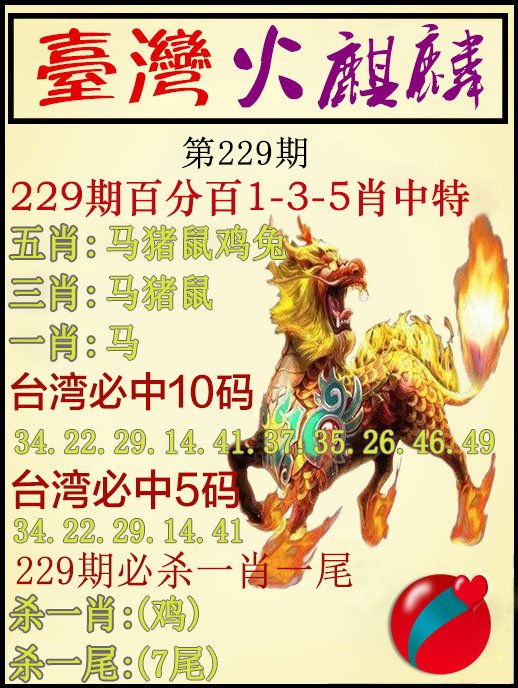 臺灣火麒麟
第229期
229期百分百1-3-5肖中特
五肖:马猪鼠鸡兔
三肖:马猪鼠
一肖:马
台湾必中10码
34.22.29.14.41.37.35.26.46.49
台湾必中5码
34.22.29.14.41
229期必杀一肖一尾
杀一肖:(鸡)
杀一尾:(7尾)